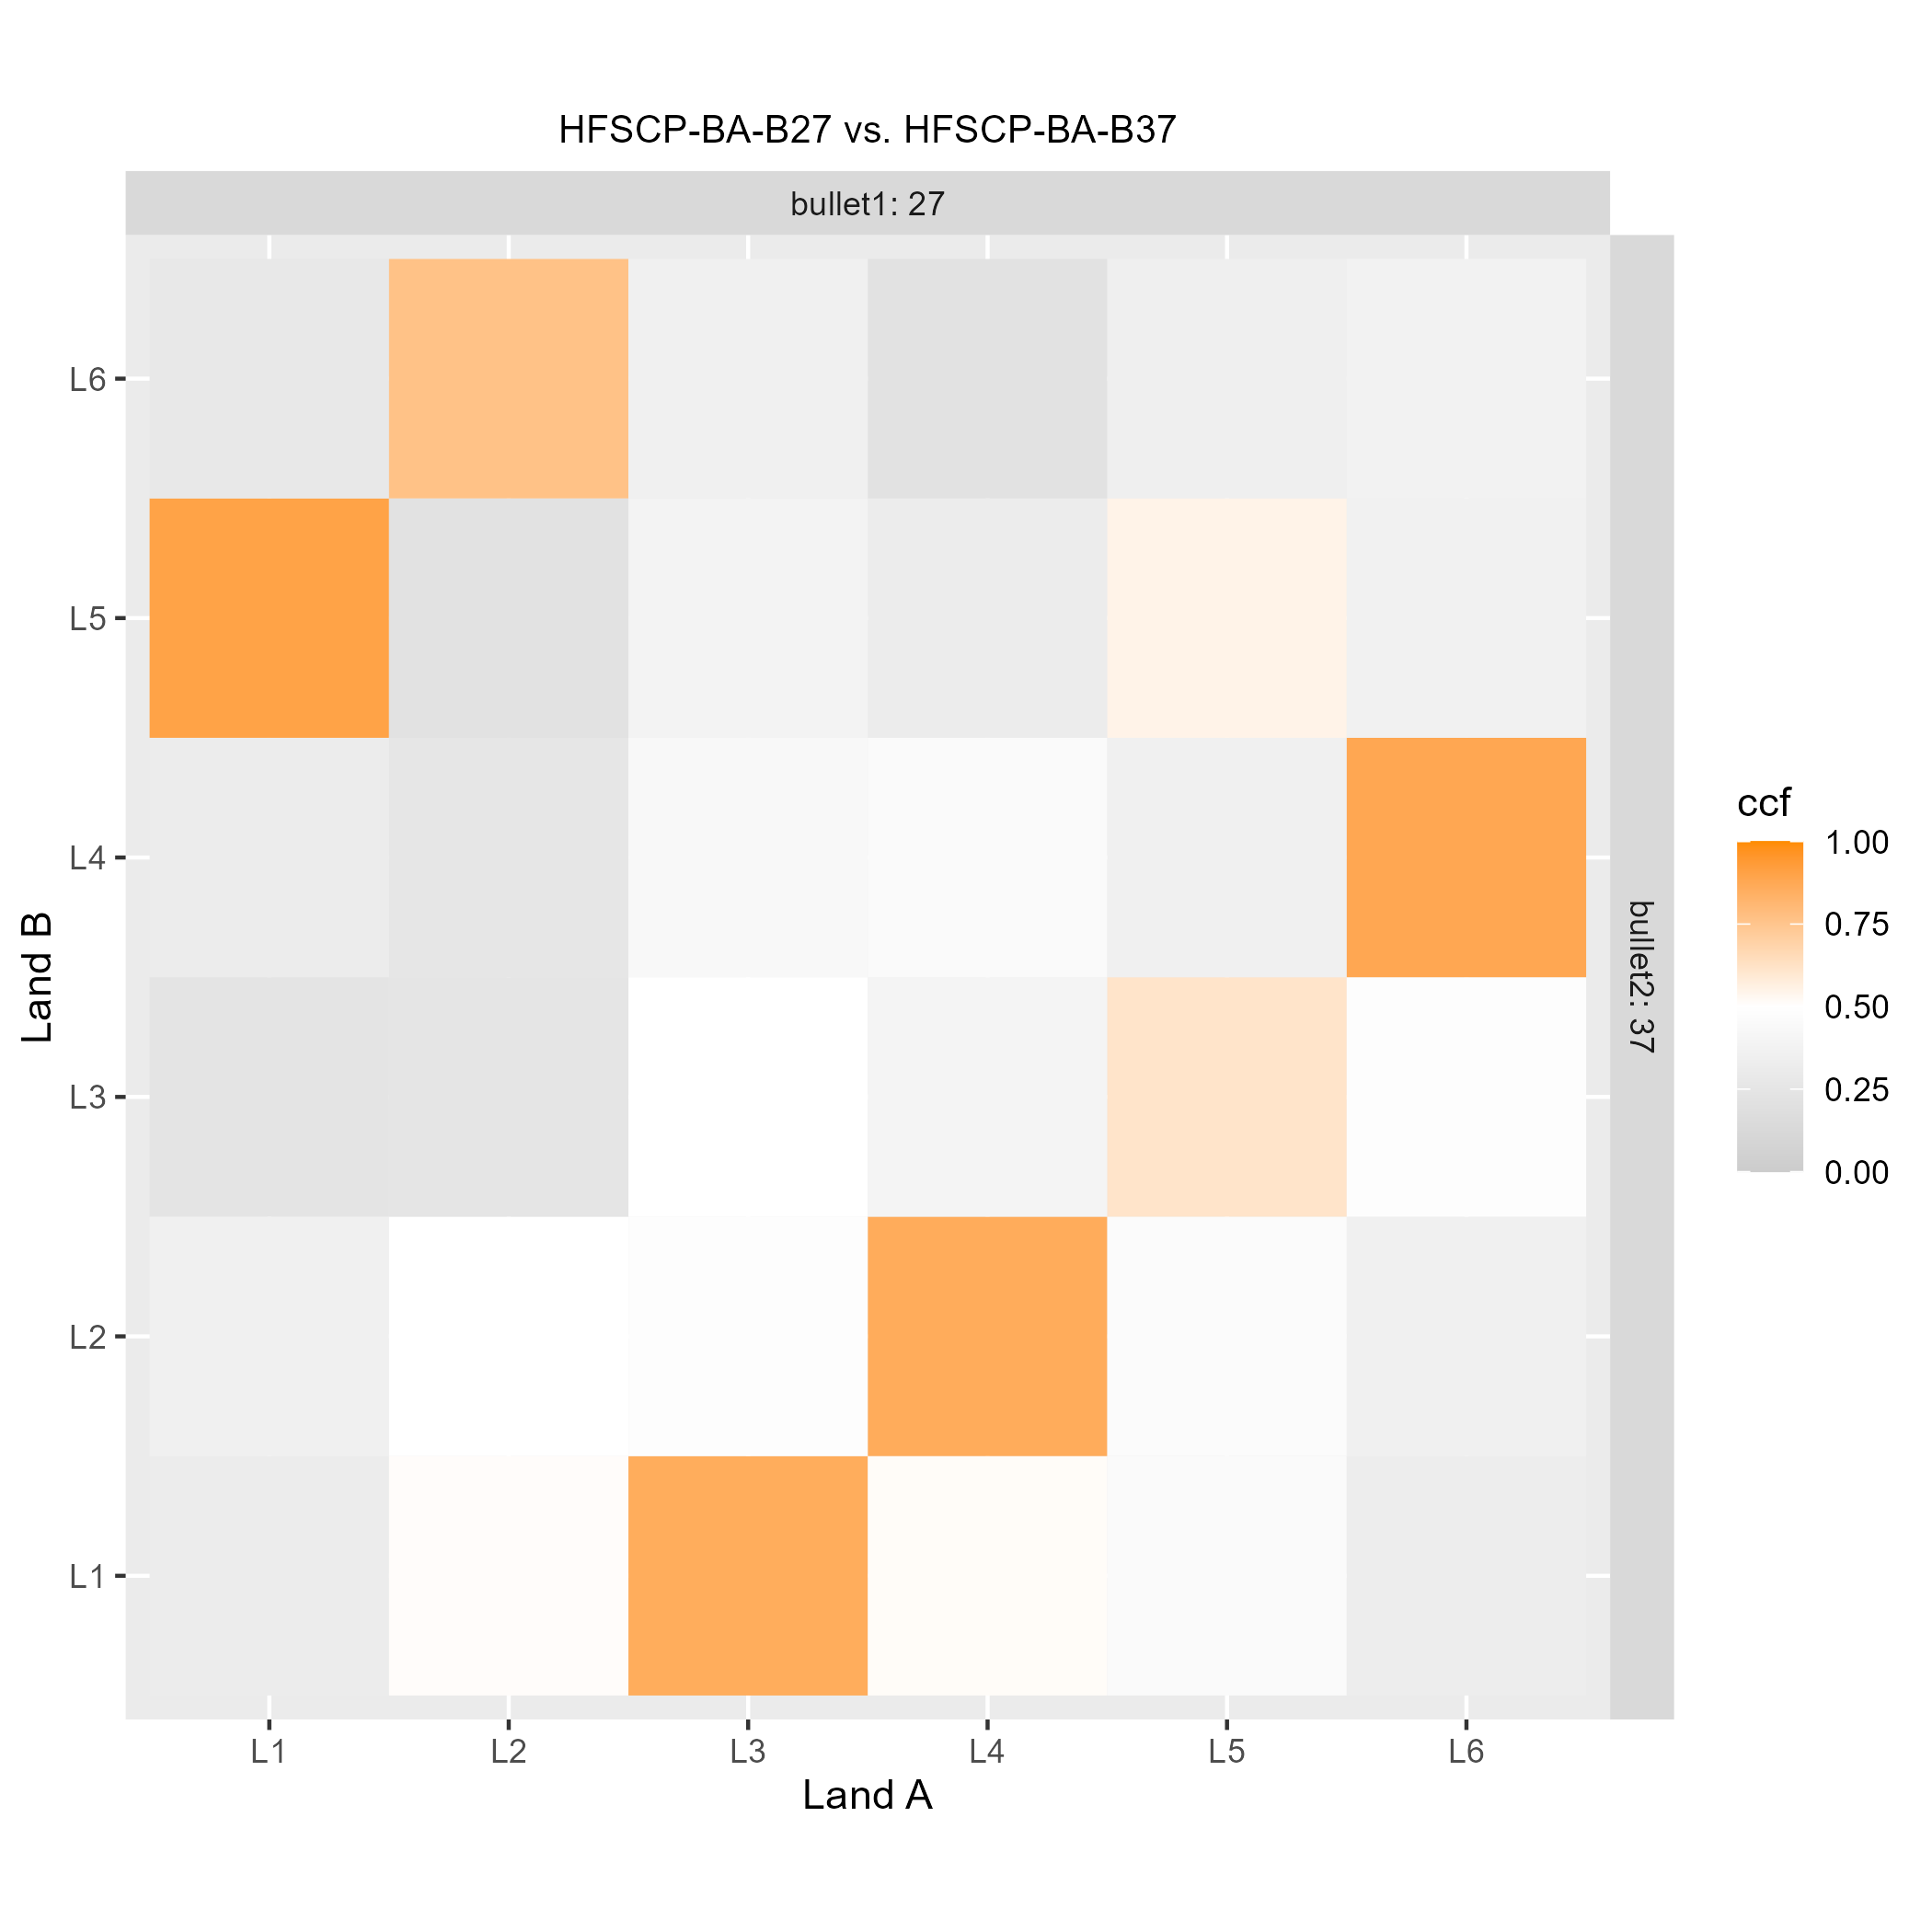 HFSCP-BA-B27 vs. HFSCP-BA-B37
bullet1: 27
L6
L5
L4
L3
L2
L1
Land B
L1 L2 L3 L4 L5 L6
Land A
bullet2: 37
ccf
1.00
0.75
0.50
0.25
0.00